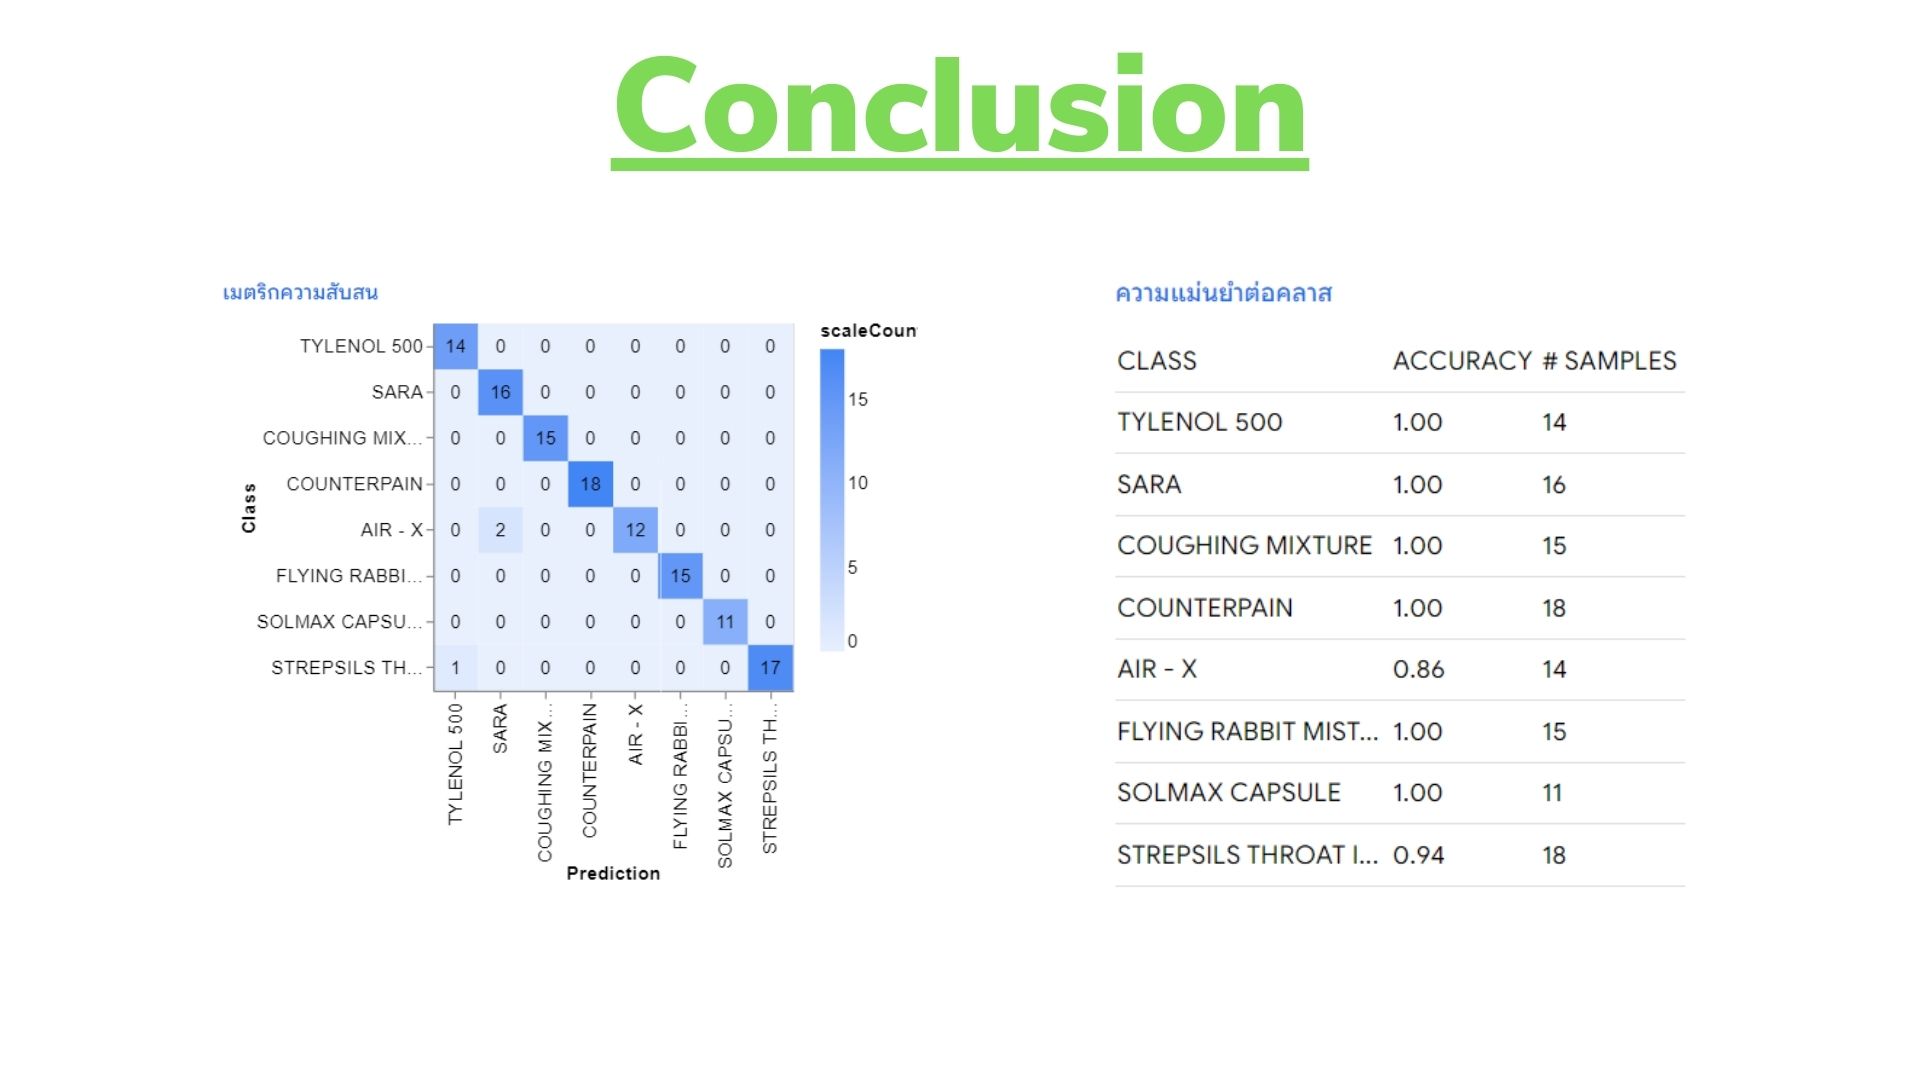 Conclusion
เมตริกความสับสน
scaleCoun
TYLENOL 500 14 0 0 0 0 0 0 0
SARA 0 16 0 0 0 0 0 0
COUGHING MIX... 0 0 15 0 0 0 0 0
COUNTERPAIN 0 0 0 18 0 0 0 0
AIR - X 0 2 0 0 12 0 0 0
FLYING RABBI... 0 0 0 0 0 15 0 0
SOLMAX CAPSU... 0 0 0 0 0 0 11 0
STREPSILS TH... 1 0 0 0 0 0 0 17
Class
15
10
5
0
TYLENOL 500
SARA
COUGHING MIX...
COUNTERPAIN
AIR - X
FLYING RABBI...
SOLMAX CAPSU...
STREPSILS TH...
Prediction
ความแม่นยำต่อคลาส
CLASS ACCURACY # SAMPLES
TYLENOL 500 1.00 14
SARA 1.00 16
COUGHING MIXTURE 1.00 15
COUNTERPAIN 1.00 18
AIR - X 0.86 14
FLYING RABBIT MIST... 1.00 15
SOLMAX CAPSULE 1.00 11
STREPSILS THROAT I... 0.94 18